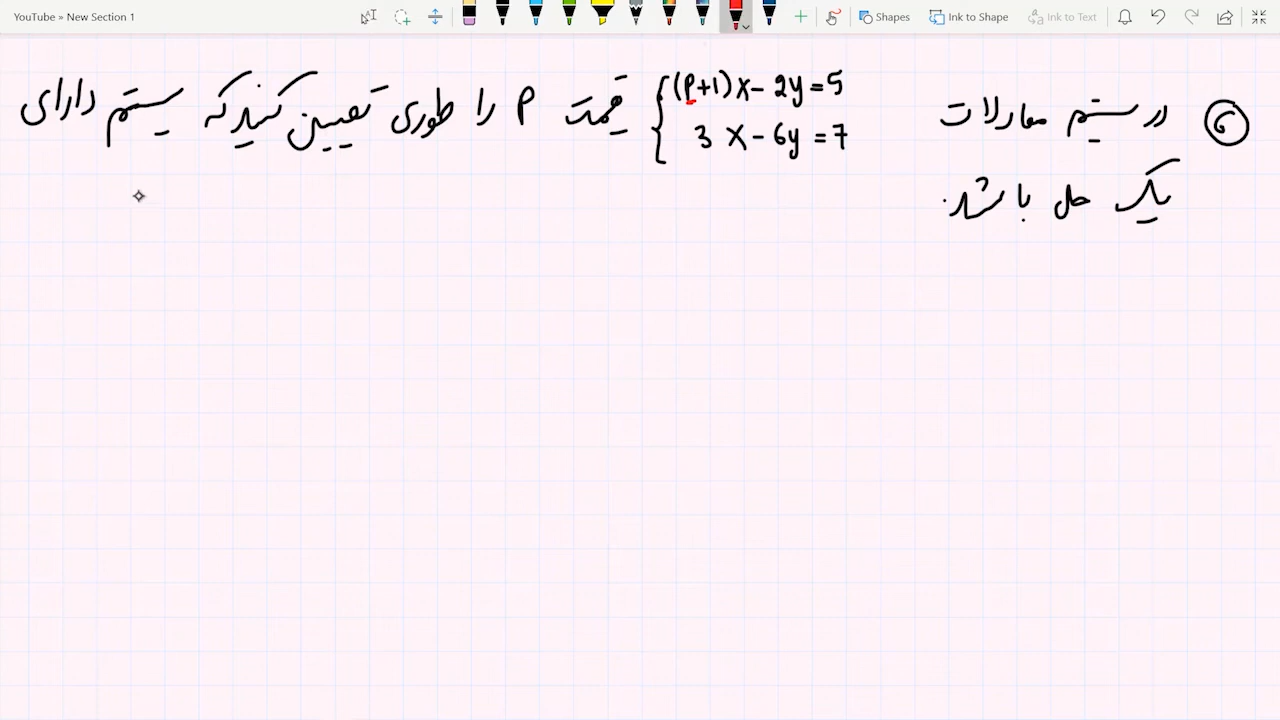 YouTube » New Section 1
Shapes Ink to Shape Ink to Text
⑥ در سیستم معادلات { (P+1)x - 2y = 5 قیمت P را طوری تعیین کنید که سیستم دارای
3x - 6y = 7
یک حل باشد.